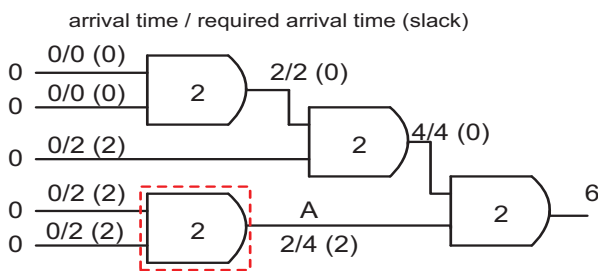 arrival time / required arrival time (slack)
0 0/0 (0)
2
2/2 (0)
0 0/0 (0)
2
4/4 (0)
0 0/2 (2)
6
0 0/2 (2)
2
A
2
0 0/2 (2)
2/4 (2)